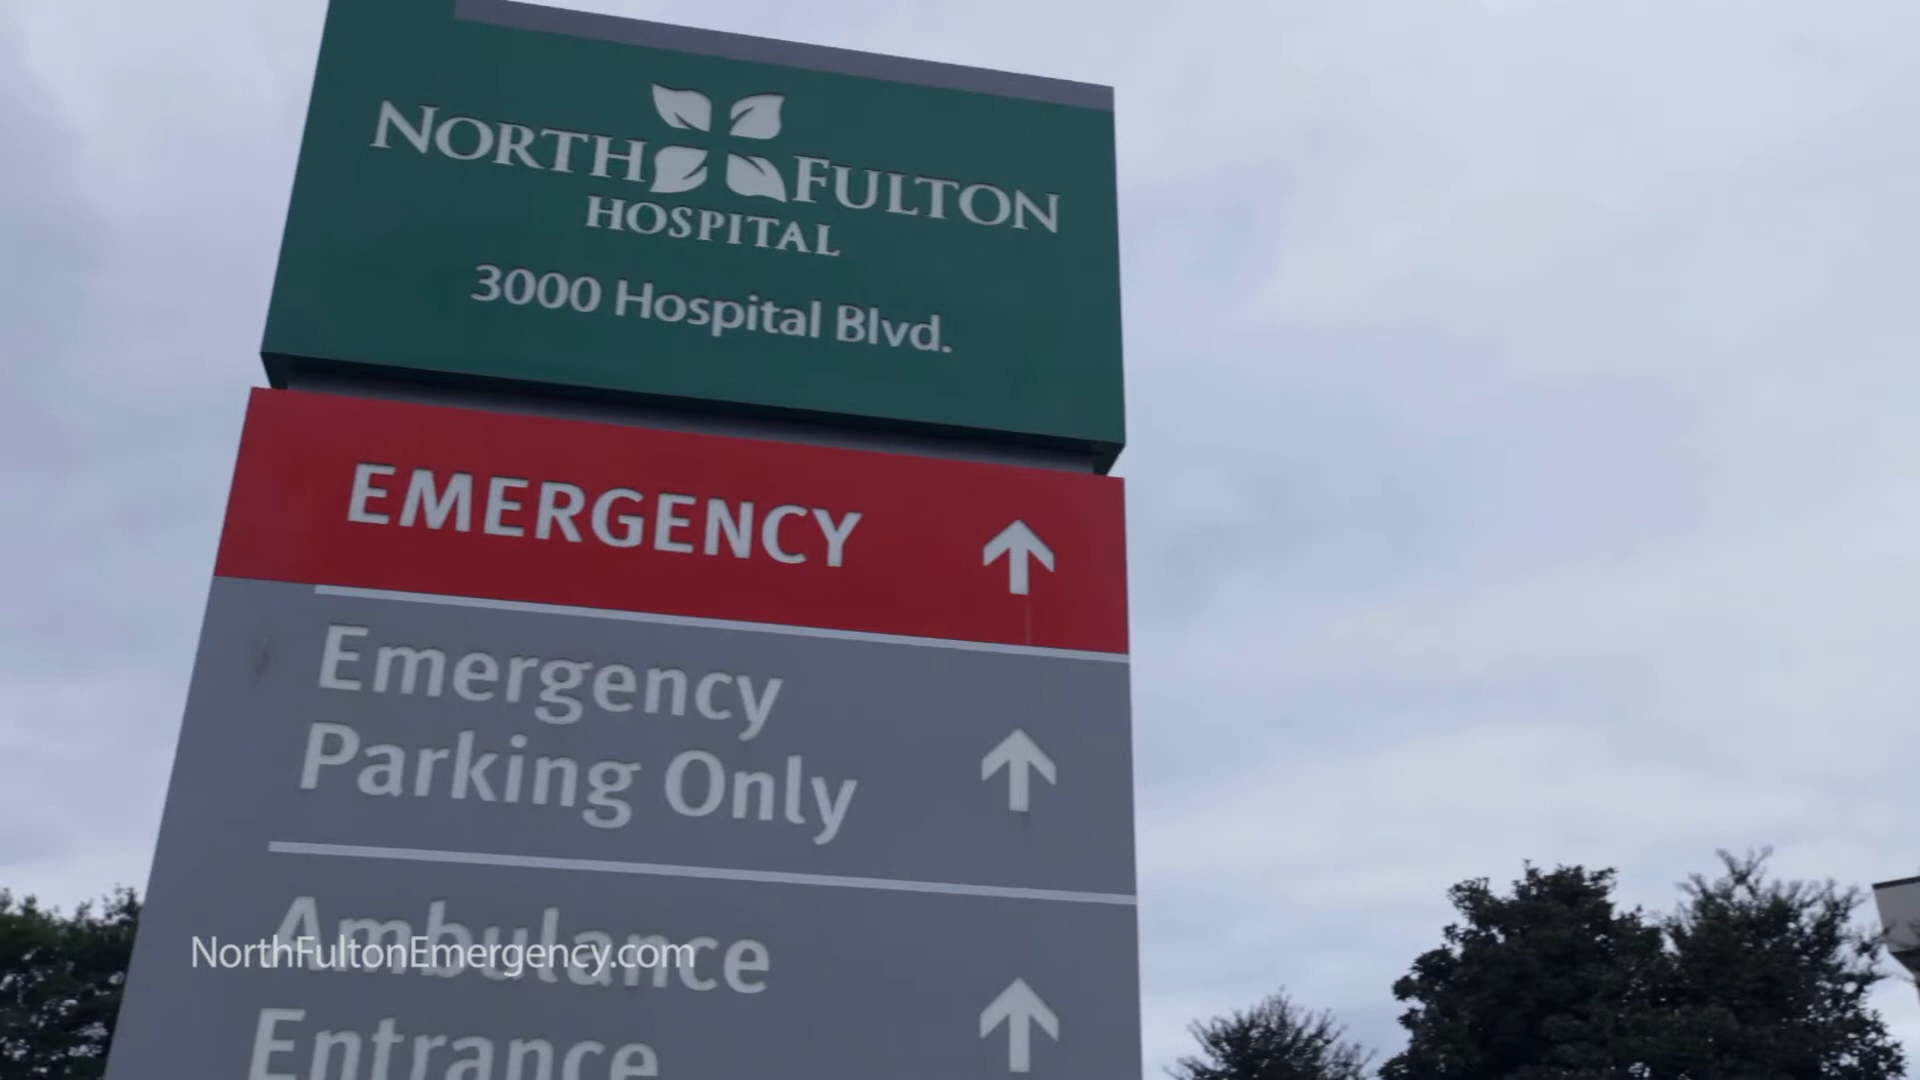 NORTH FULTON
HOSPITAL
3000 Hospital Blvd.
EMERGENCY
Emergency
Parking Only
Ambulance
NorthFultonEmergency.com
Entrance